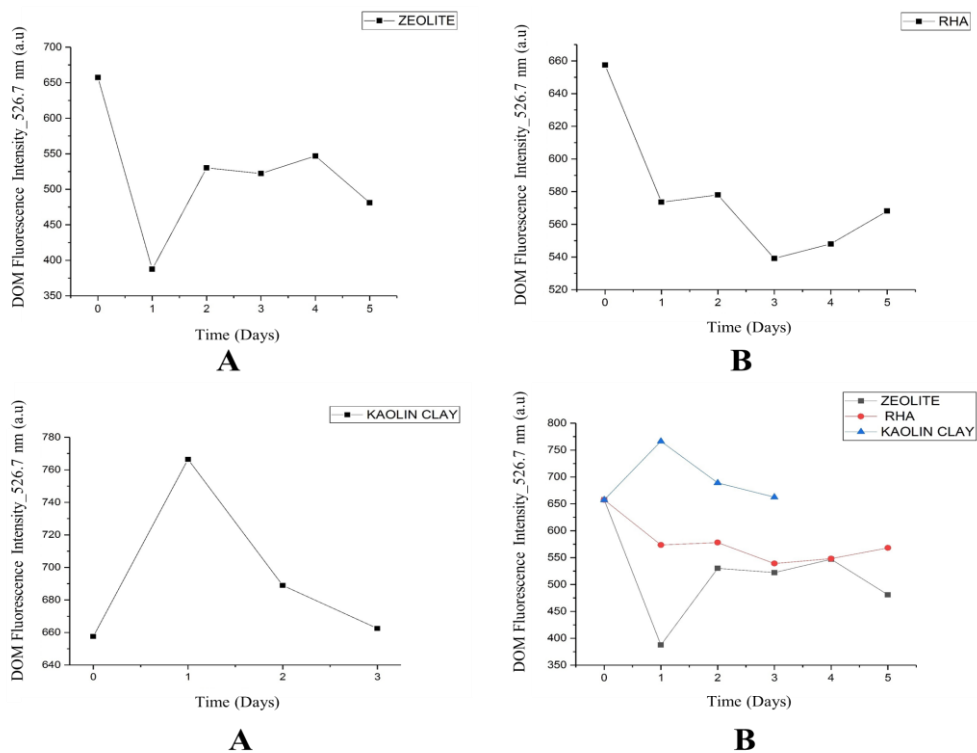 ZEOLITE
DOM Fluorescence Intensity_526.7 nm (a.u)
700
650
600
550
500
450
400
350
0 1 2 3 4 5
Time (Days)
A
RHA
DOM Fluorescence Intensity_526.7 nm (a.u)
660
640
620
600
580
560
540
520
0 1 2 3 4 5
Time (Days)
B
KAOLIN CLAY
DOM Fluorescence Intensity_526.7 nm (a.u)
780
760
740
720
700
680
660
640
0 1 2 3
Time (Days)
A
ZEOLITE
RHA
KAOLIN CLAY
DOM Fluorescence Intensity_526.7 nm (a.u)
800
750
700
650
600
550
500
450
400
350
0 1 2 3 4 5
Time (Days)
B